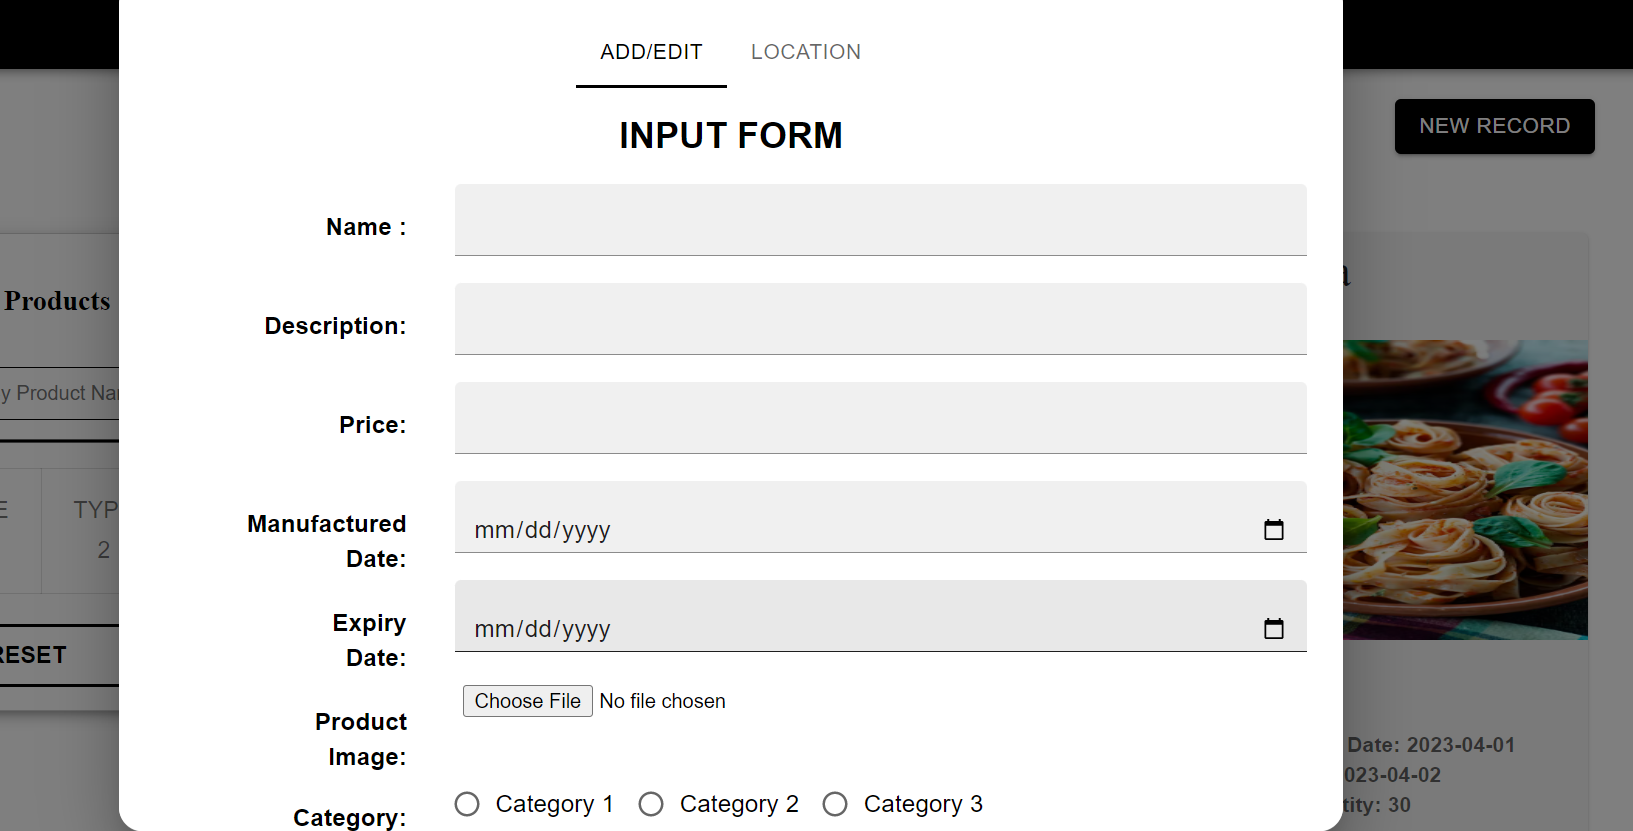 ADD/EDIT LOCATION
NEW RECORD
INPUT FORM
Name :
Products
Description:
y Product Na
Price:
TYP
2
Manufactured
Date:
mm/dd/yyyy
Expiry
Date:
mm/dd/yyyy
RESET
Choose File No file chosen
Product
Image:
Date: 2023-04-01
023-04-02
tity: 30
Category:
Category 1 Category 2 Category 3